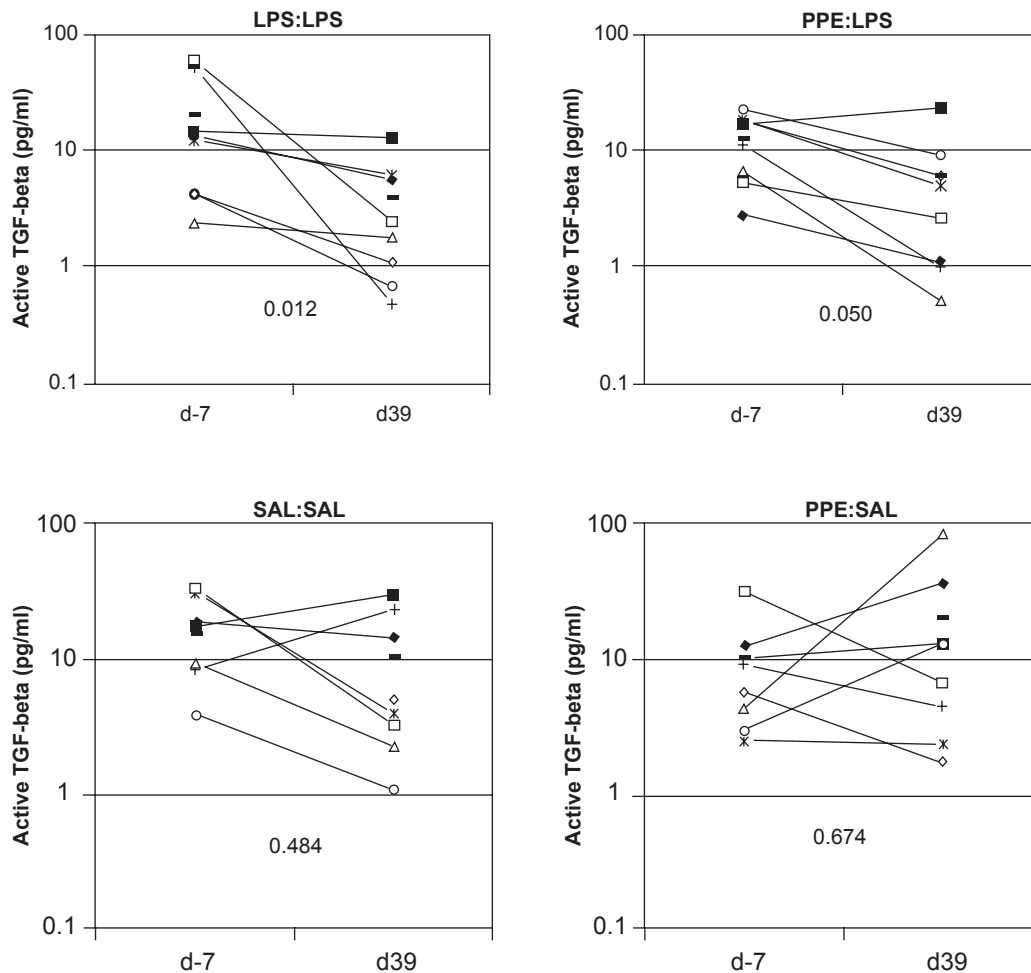 LPS:LPS
Active TGF-beta (pg/ml)
100
10
1
0.1
0.012
d-7 d39
PPE:LPS
Active TGF-beta (pg/ml)
100
10
1
0.1
0.050
d-7 d39
SAL:SAL
Active TGF-beta (pg/ml)
100
10
1
0.1
0.484
d-7 d39
PPE:SAL
Active TGF-beta (pg/ml)
100
10
1
0.1
0.674
d-7 d39